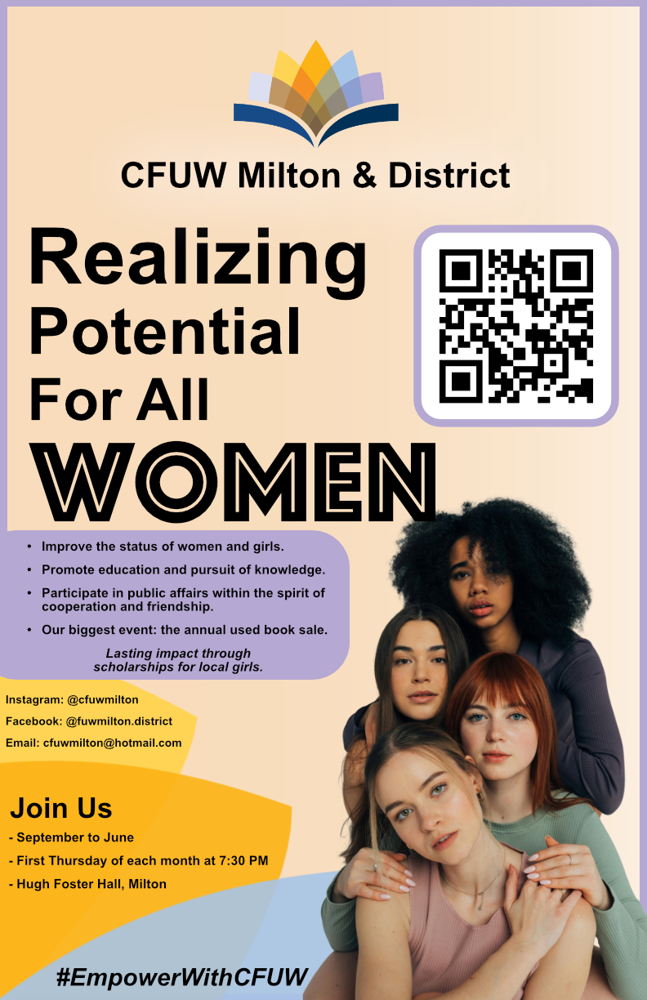 CFUW Milton & District
Realizing
Potential
For All
WOMEN
• Improve the status of women and girls.
• Promote education and pursuit of knowledge.
• Participate in public affairs within the spirit of
cooperation and friendship.
• Our biggest event: the annual used book sale.
Lasting impact through
scholarships for local girls.
Instagram: @cfuwmilton
Facebook: @fuwmilton.district
Email: cfuwmilton@hotmail.com
Join Us
- September to June
- First Thursday of each month at 7:30 PM
- Hugh Foster Hall, Milton
#EmpowerWithCFUW